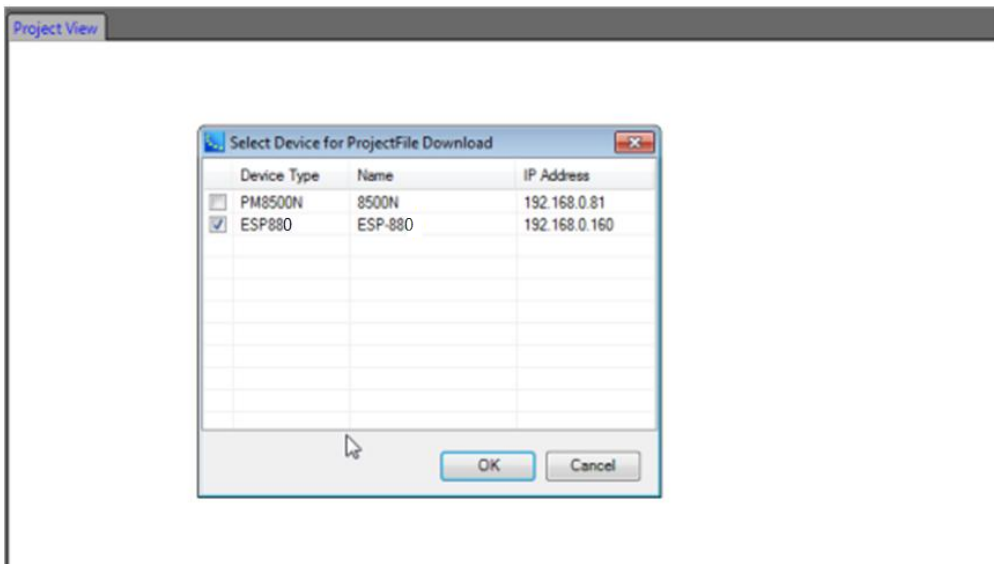 Project View
Select Device for ProjectFile Download
Device Type Name IP Address
PM8500N 8500N 192.168.0.81
ESP880 ESP-880 192.168.0.160
OK Cancel